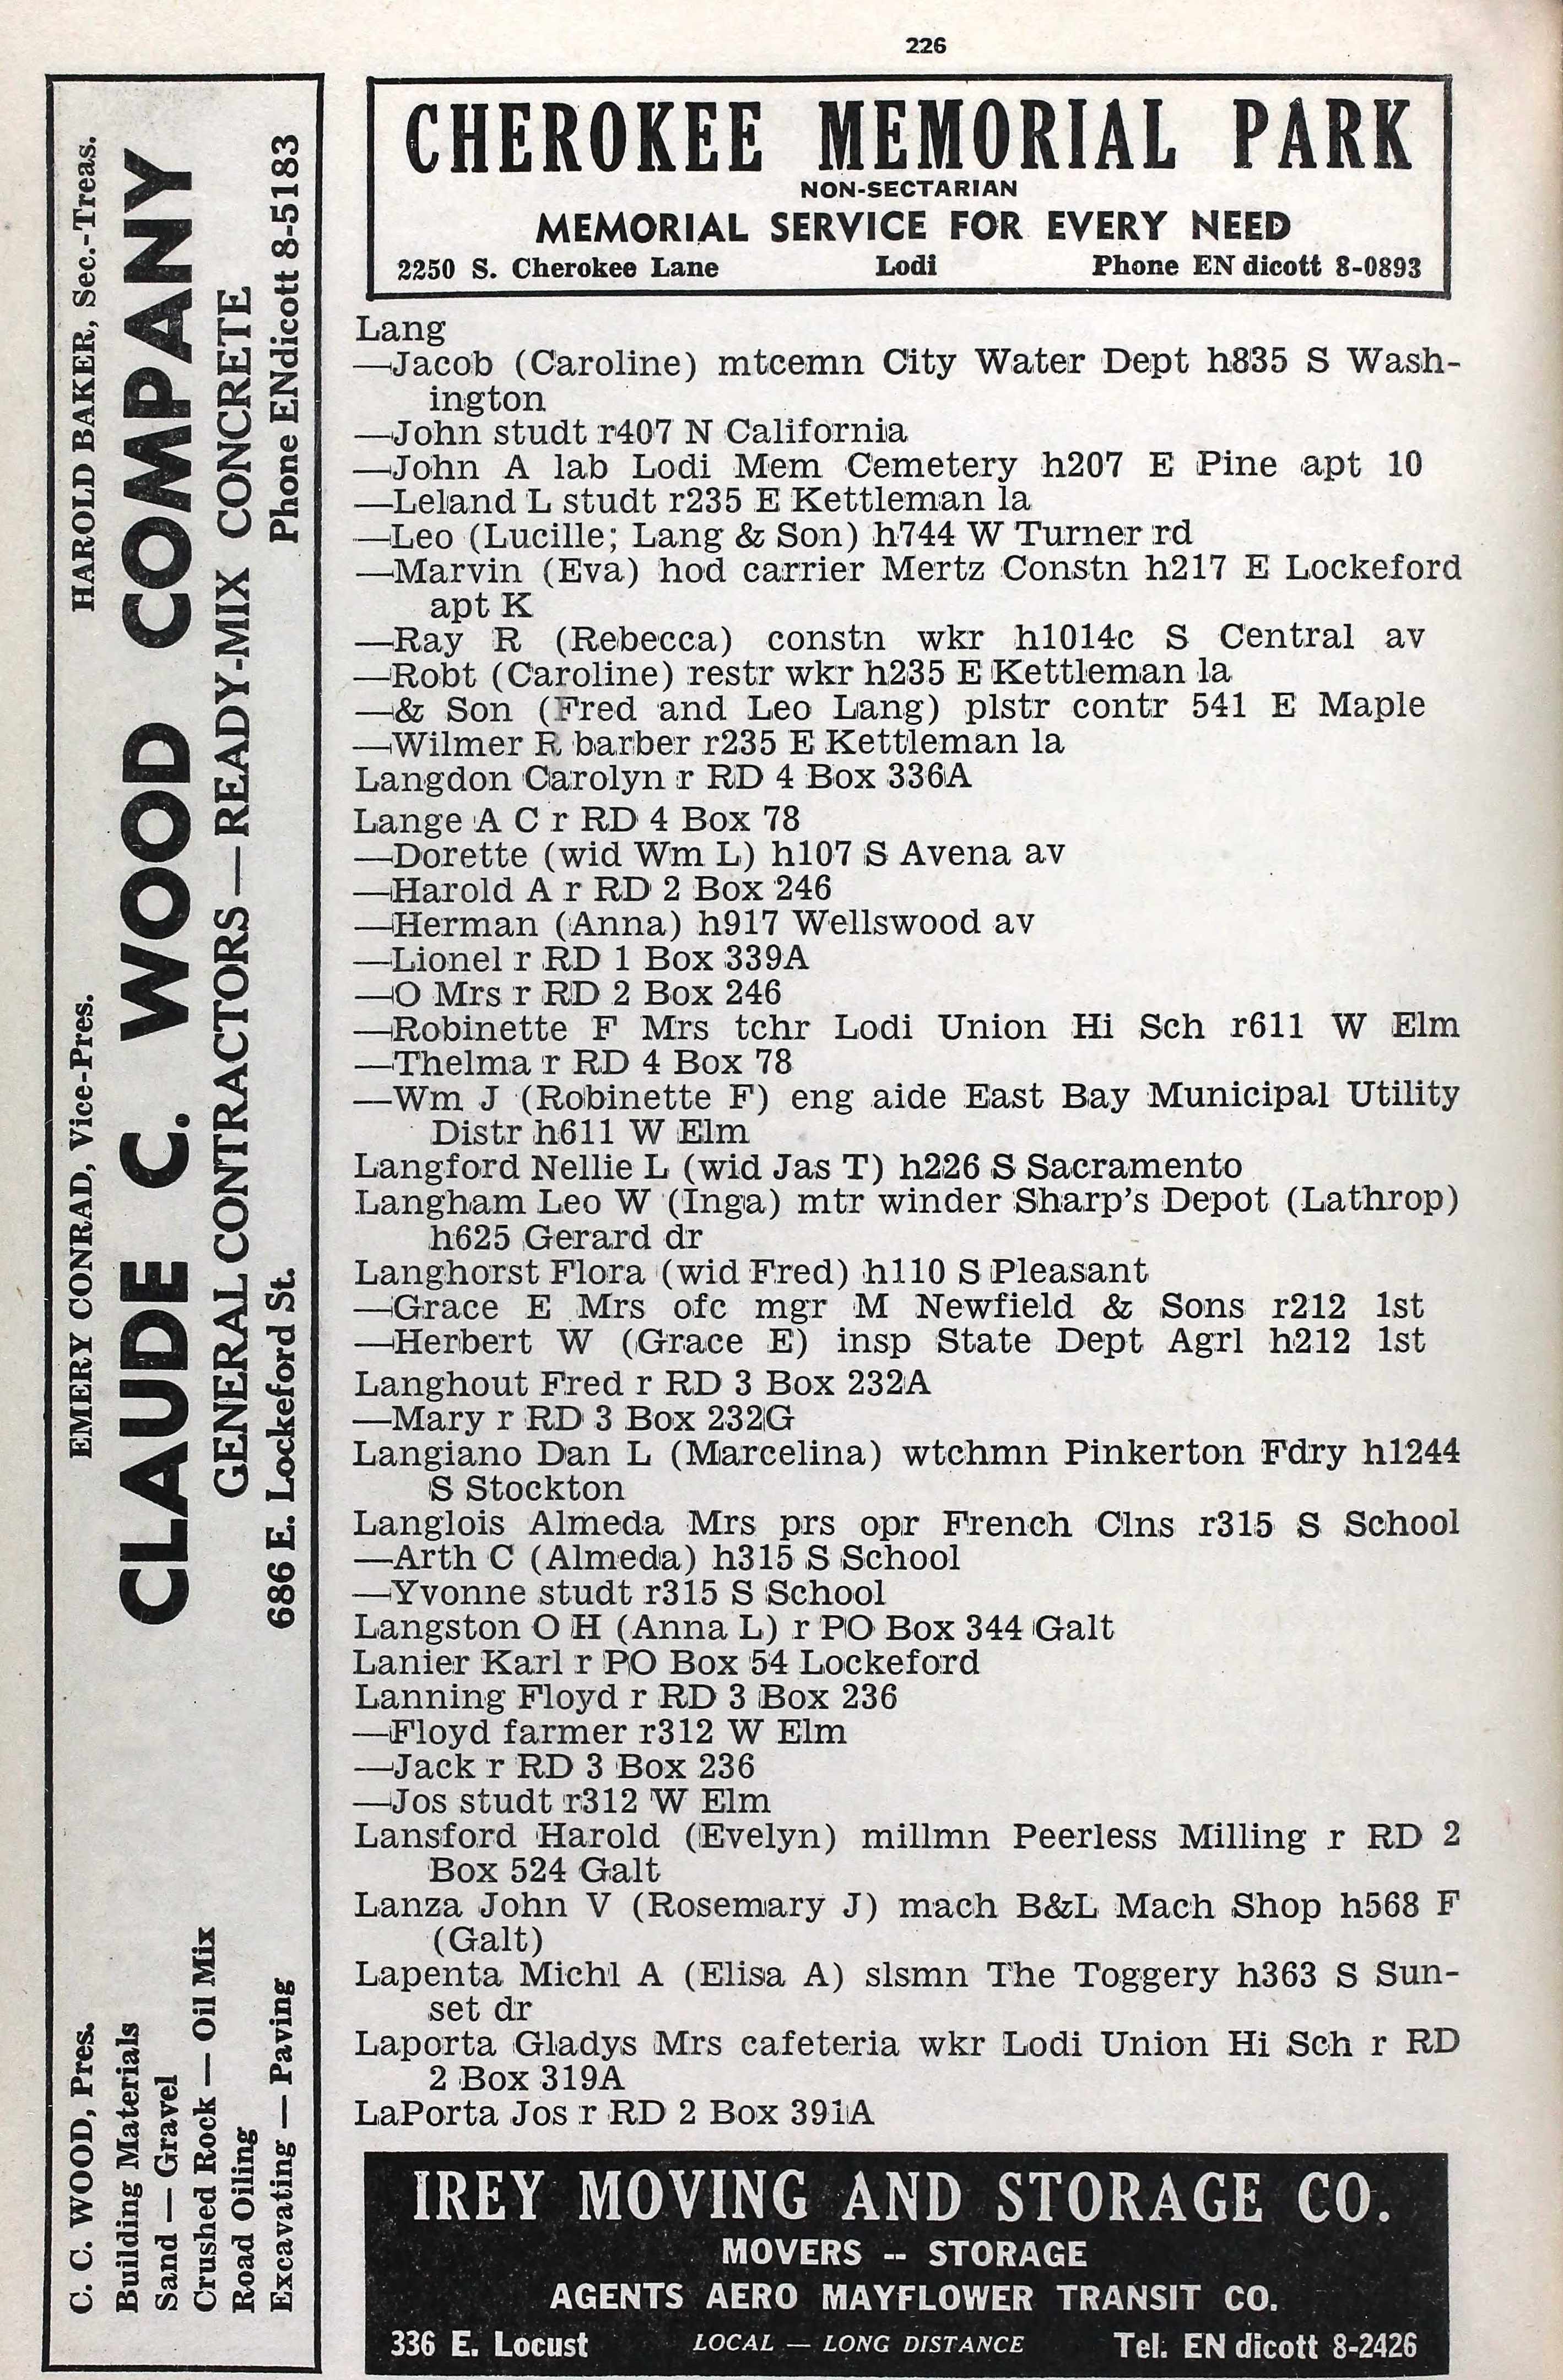 226
CHEROKEE MEMORIAL PARK
NON-SECTARIAN
MEMORIAL SERVICE FOR EVERY NEED
2250 S. Cherokee Lane Lodi Phone EN dicott 8-0893
Lang
—Jacob (Caroline) mtcemn City Water Dept h835 S Wash-
ington
—John studt r407 N California
—John A lab Lodi Mem Cemetery h207 E Pine apt 10
—Leland L studt r235 E Kettleman la
—Leo (Lucille; Lang & Son) h744 W Turner rd
—Marvin (Eva) hod carrier Mertz Constn h217 E Lockeford
apt K
—Ray R (Rebecca) constn wkr h1014c S Central av
—Robt (Caroline) restr wkr h235 E Kettleman la
—& Son (Fred and Leo Lang) plstr contr 541 E Maple
—Wilmer R barber r235 E Kettleman la
Langdon Carolyn r RD 4 Box 336A
Lange A C r RD 4 Box 78
—Dorette (wid Wm L) h107 S Avena av
—Harold A r RD 2 Box 246
—Herman (Anna) h917 Wellswood av
—Lionel r RD 1 Box 339A
—O Mrs r RD 2 Box 246
—Robinette F Mrs tchr Lodi Union Hi Sch r611 W Elm
—Thelma r RD 4 Box 78
—Wm J (Robinette F) eng aide East Bay Municipal Utility
Distr h611 W Elm
Langford Nellie L (wid Jas T) h226 S Sacramento
Langham Leo W (Inga) mtr winder Sharp's Depot (Lathrop)
h625 Gerard dr
Langhorst Flora (wid Fred) h110 S Pleasant
—Grace E Mrs ofc mgr M Newfield & Sons r212 1st
—Herbert W (Grace E) insp State Dept Agrl h212 1st
Langhout Fred r RD 3 Box 232A
—Mary r RD 3 Box 232G
Langiano Dan L (Marcelina) wtchmn Pinkerton Fdry h1244
S Stockton
Langlois Almeda Mrs prs opr French Clns r315 S School
—Arth C (Almeda) h315 S School
—Yvonne studt r315 S School
Langston O H (Anna L) r PO Box 344 Galt
Lanier Karl r PO Box 54 Lockeford
Lanning Floyd r RD 3 Box 236
—Floyd farmer r312 W Elm
—Jack r RD 3 Box 236
—Jos studt r312 W Elm
Lansford Harold (Evelyn) millmn Peerless Milling r RD 2
Box 524 Galt
Lanza John V (Rosemary J) mach B&L Mach Shop h568 F
(Galt)
Lapenta Michl A (Elisa A) slsmn The Toggery h363 S Sun-
set dr
Laporta Gladys Mrs cafeteria wkr Lodi Union Hi Sch r RD
2 Box 319A
LaPorta Jos r RD 2 Box 391A
IREY MOVING AND STORAGE CO.
MOVERS -- STORAGE
AGENTS AERO MAYFLOWER TRANSIT CO.
336 E. Locust LOCAL — LONG DISTANCE Tel. EN dicott 8-2426
C. C. WOOD, Pres. EMERY CONRAD, Vice-Pres. HAROLD BAKER, Sec.-Treas.
CLAUDE C. WOOD COMPANY
GENERAL CONTRACTORS—READY-MIX CONCRETE
686 E. Lockeford St. Phone ENdicott 8-5183
Building Materials
Sand — Gravel
Crushed Rock — Oil Mix
Road Oiling
Excavating — Paving